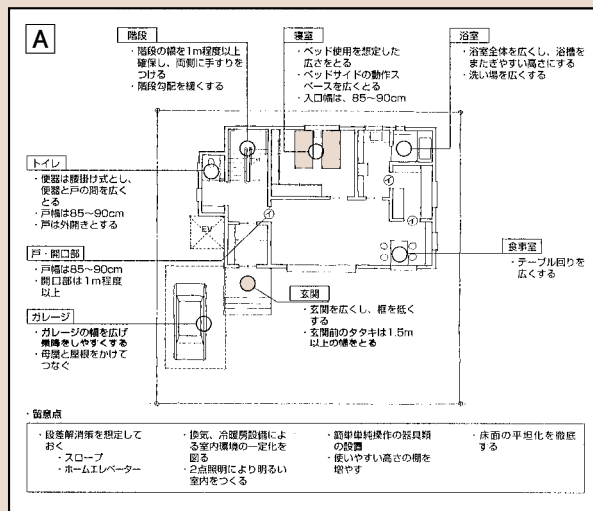 A
階段
・階段の幅を1m程度以上
確保し、両側に手すりを
つける
・階段勾配を緩くする
寝室
・ベッド使用を想定した
広さをとる
・ベッドサイドの動作ス
ペースを広くとる
・入口幅は、85〜90cm
浴室
・浴室全体を広くし、浴槽を
またぎやすい高さにする
・洗い場を広くする
トイレ
・便器は腰掛け式とし、
便器と戸の間を広く
とる
・戸幅は85〜90cm
・戸は外開きとする
イ
イ
イ
EV
戸・開口部
・戸幅は85〜90cm
・開口部は1m程度
以上
食事室
・テーブル回りを
広くする
玄関
・玄関を広くし、框を低く
する
・玄関前のタタキは1.5m
以上の幅をとる
ガレージ
・ガレージの幅を広げ
乗降をしやすくする
・母屋と屋根をかけて
つなぐ
・留意点
・段差解消策を想定して
おく
・スロープ
・ホームエレベーター
・換気、冷暖房設備によ
る室内環境の一定化を
図る
・2点照明により明るい
室内をつくる
・簡単単純操作の器具類
の設置
・使いやすい高さの棚を
増やす
・床面の平坦化を徹底
する